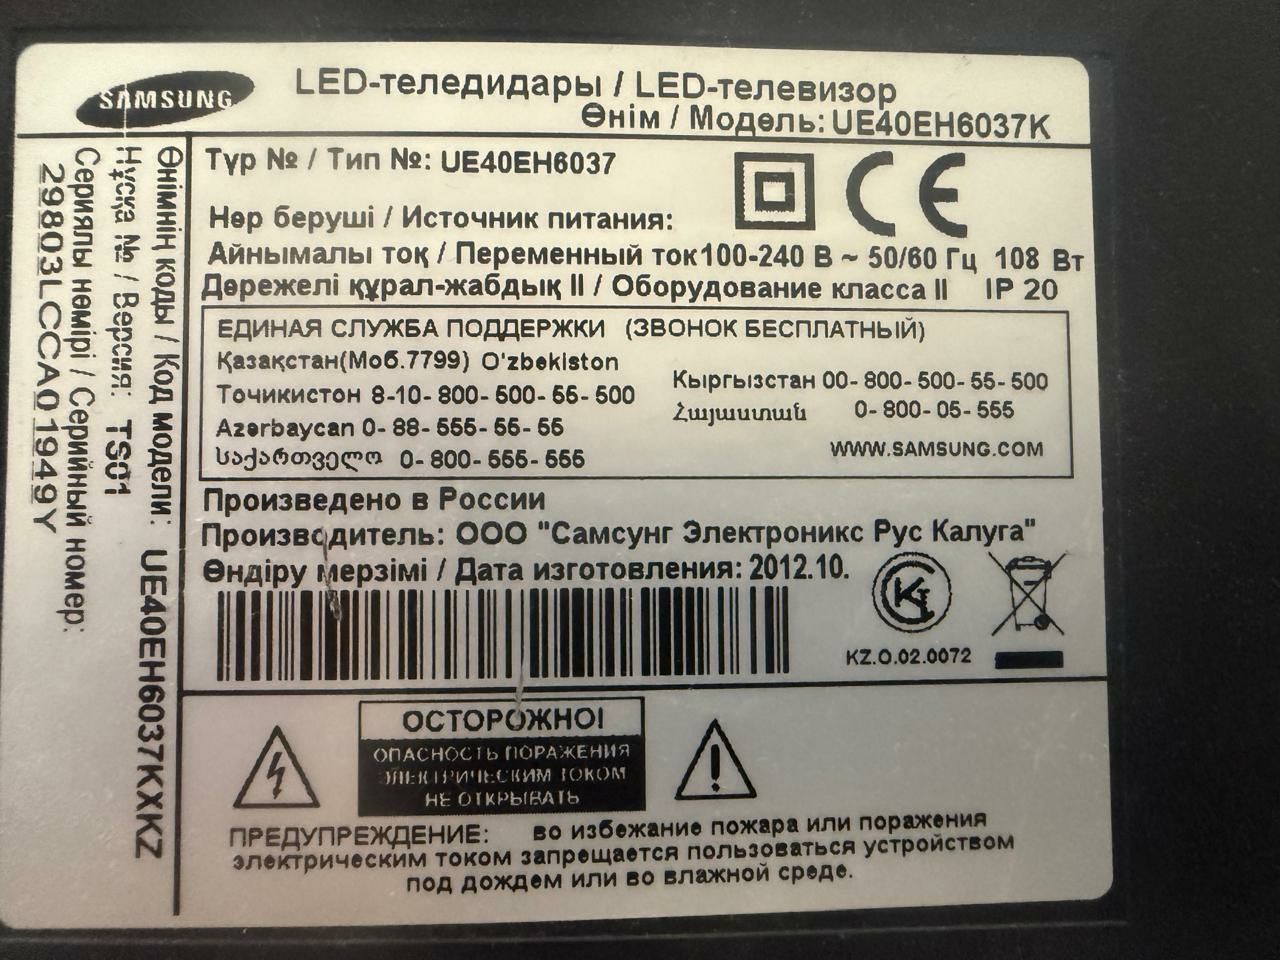 SAMSUNG
LED-теледидары / LED-телевизор
Өнім / Модель: UE40EH6037K
Түр № / Тип №: UE40EH6037
CE
Нәр беруші / Источник питания:
Айнымалы ток / Переменный ток 100-240 В ~ 50/60 Гц 108 Вт
Дәрежелі құрал-жабдық II / Оборудование класса II IP 20
ЕДИНАЯ СЛУЖБА ПОДДЕРЖКИ (ЗВОНОК БЕСПЛАТНЫЙ)
Қазақстан(Моб.7799) O'zbekiston
Точикистон 8-10-800-500-55-500
Кыргызстан 00-800-500-55-500
Azərbaycan 0-88-555-55-55
Հայաստան 0-800-05-555
საქართველო 0-800-555-555
WWW.SAMSUNG.COM
Произведено в России
Производитель: ООО "Самсунг Электроникс Рус Калуга"
Өндіру мерзімі / Дата изготовления: 2012.10.
KZ.O.02.0072
ОСТОРОЖНО!
ОПАСНОСТЬ ПОРАЖЕНИЯ
ЭЛЕКТРИЧЕСКИМ ТОКОМ
НЕ ОТКРЫВАТЬ
ПРЕДУПРЕЖДЕНИЕ: во избежание пожара или поражения
электрическим током запрещается пользоваться устройством
под дождем или во влажной среде.
Өнімнің коды / Код модели: UE40EH6037KXKZ
Нұсқа № / Версия: TS01
Сериялы нөмірі / Серийный номер:
29803LCCA01949Y